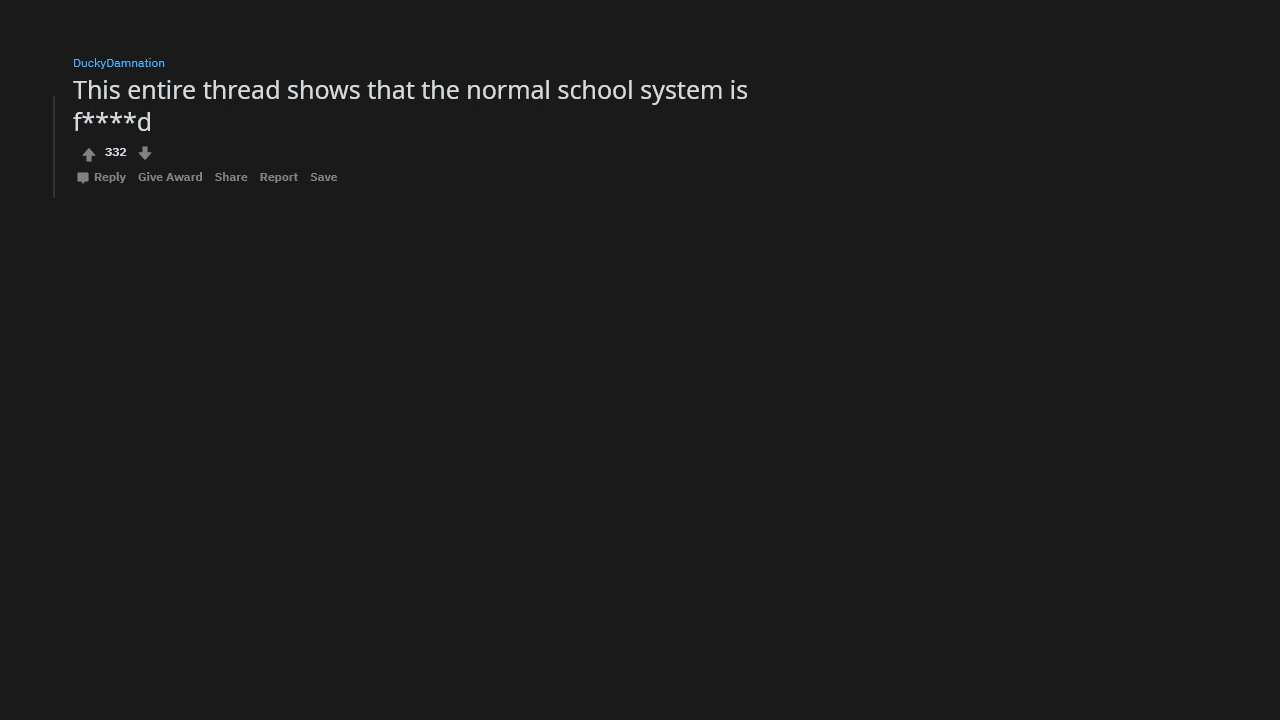 DuckyDamnation
This entire thread shows that the normal school system is
f****d
332
Reply Give Award Share Report Save